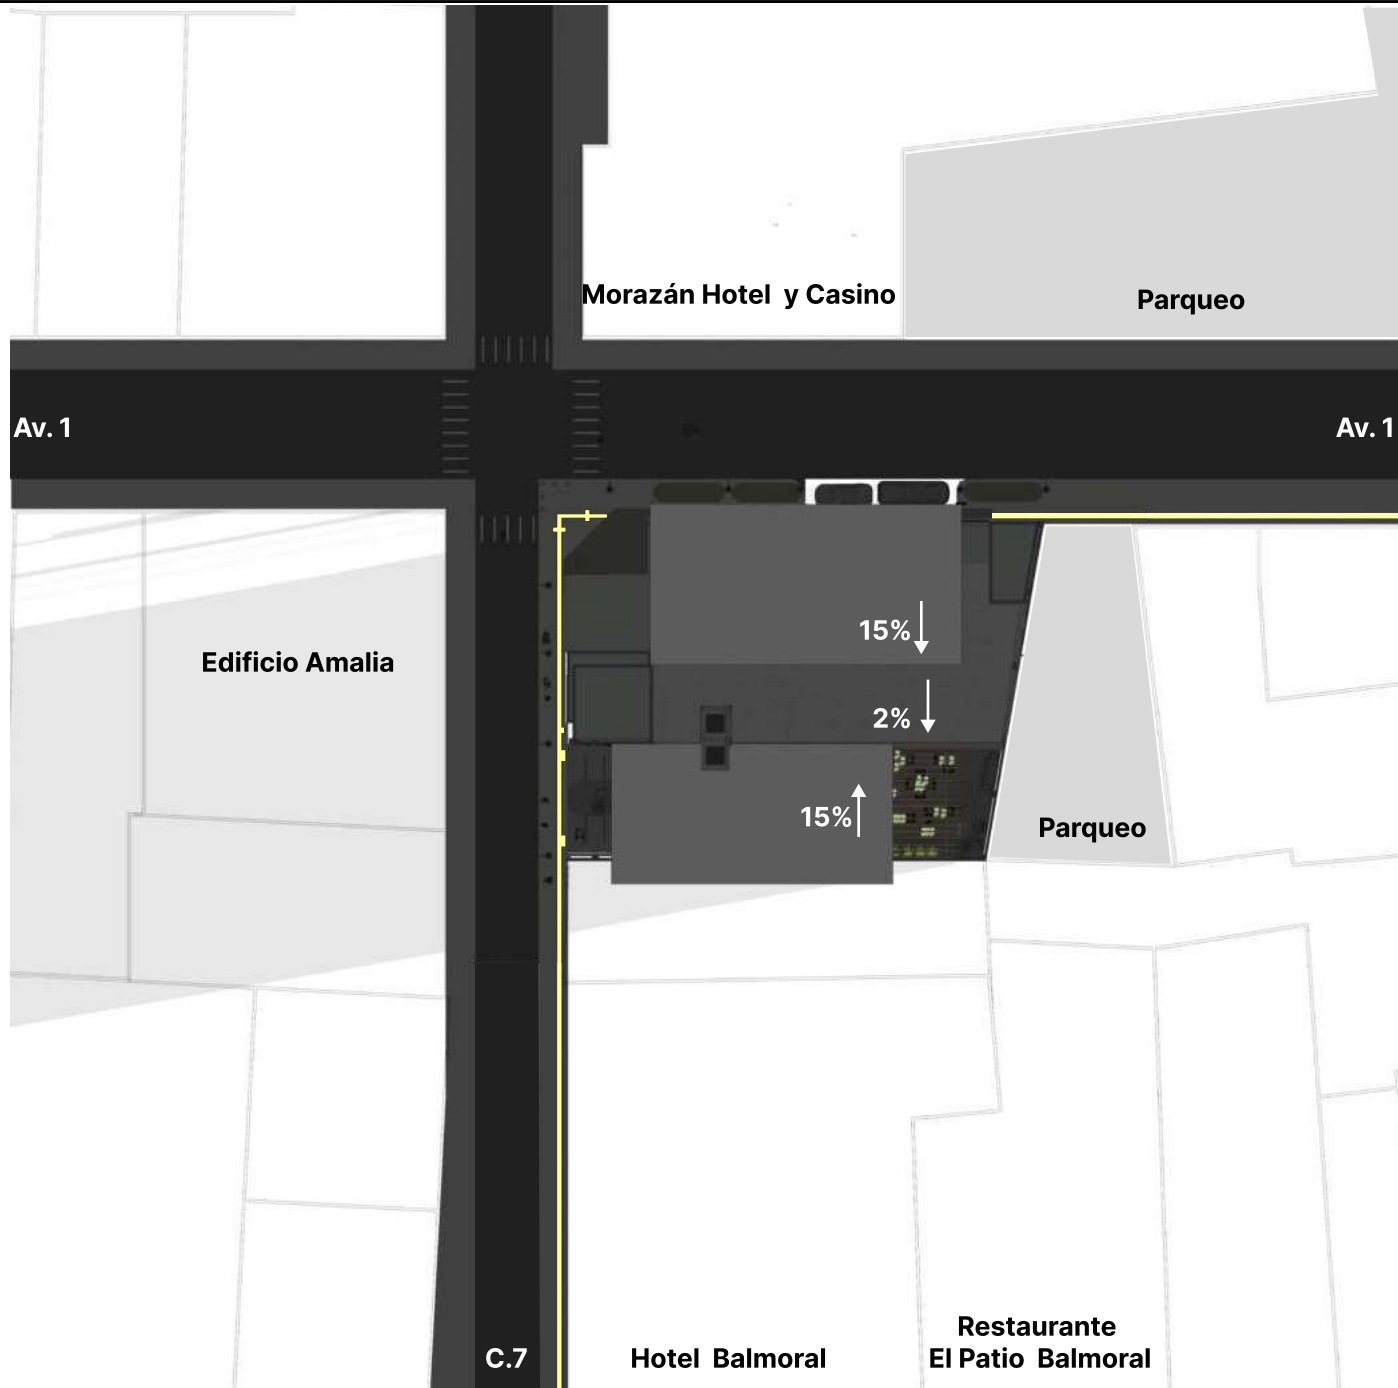 Morazán Hotel y Casino
Parqueo
Av. 1
Av. 1
15%
Edificio Amalia
2%
15%
Parqueo
Restaurante
El Patio Balmoral
C.7
Hotel Balmoral